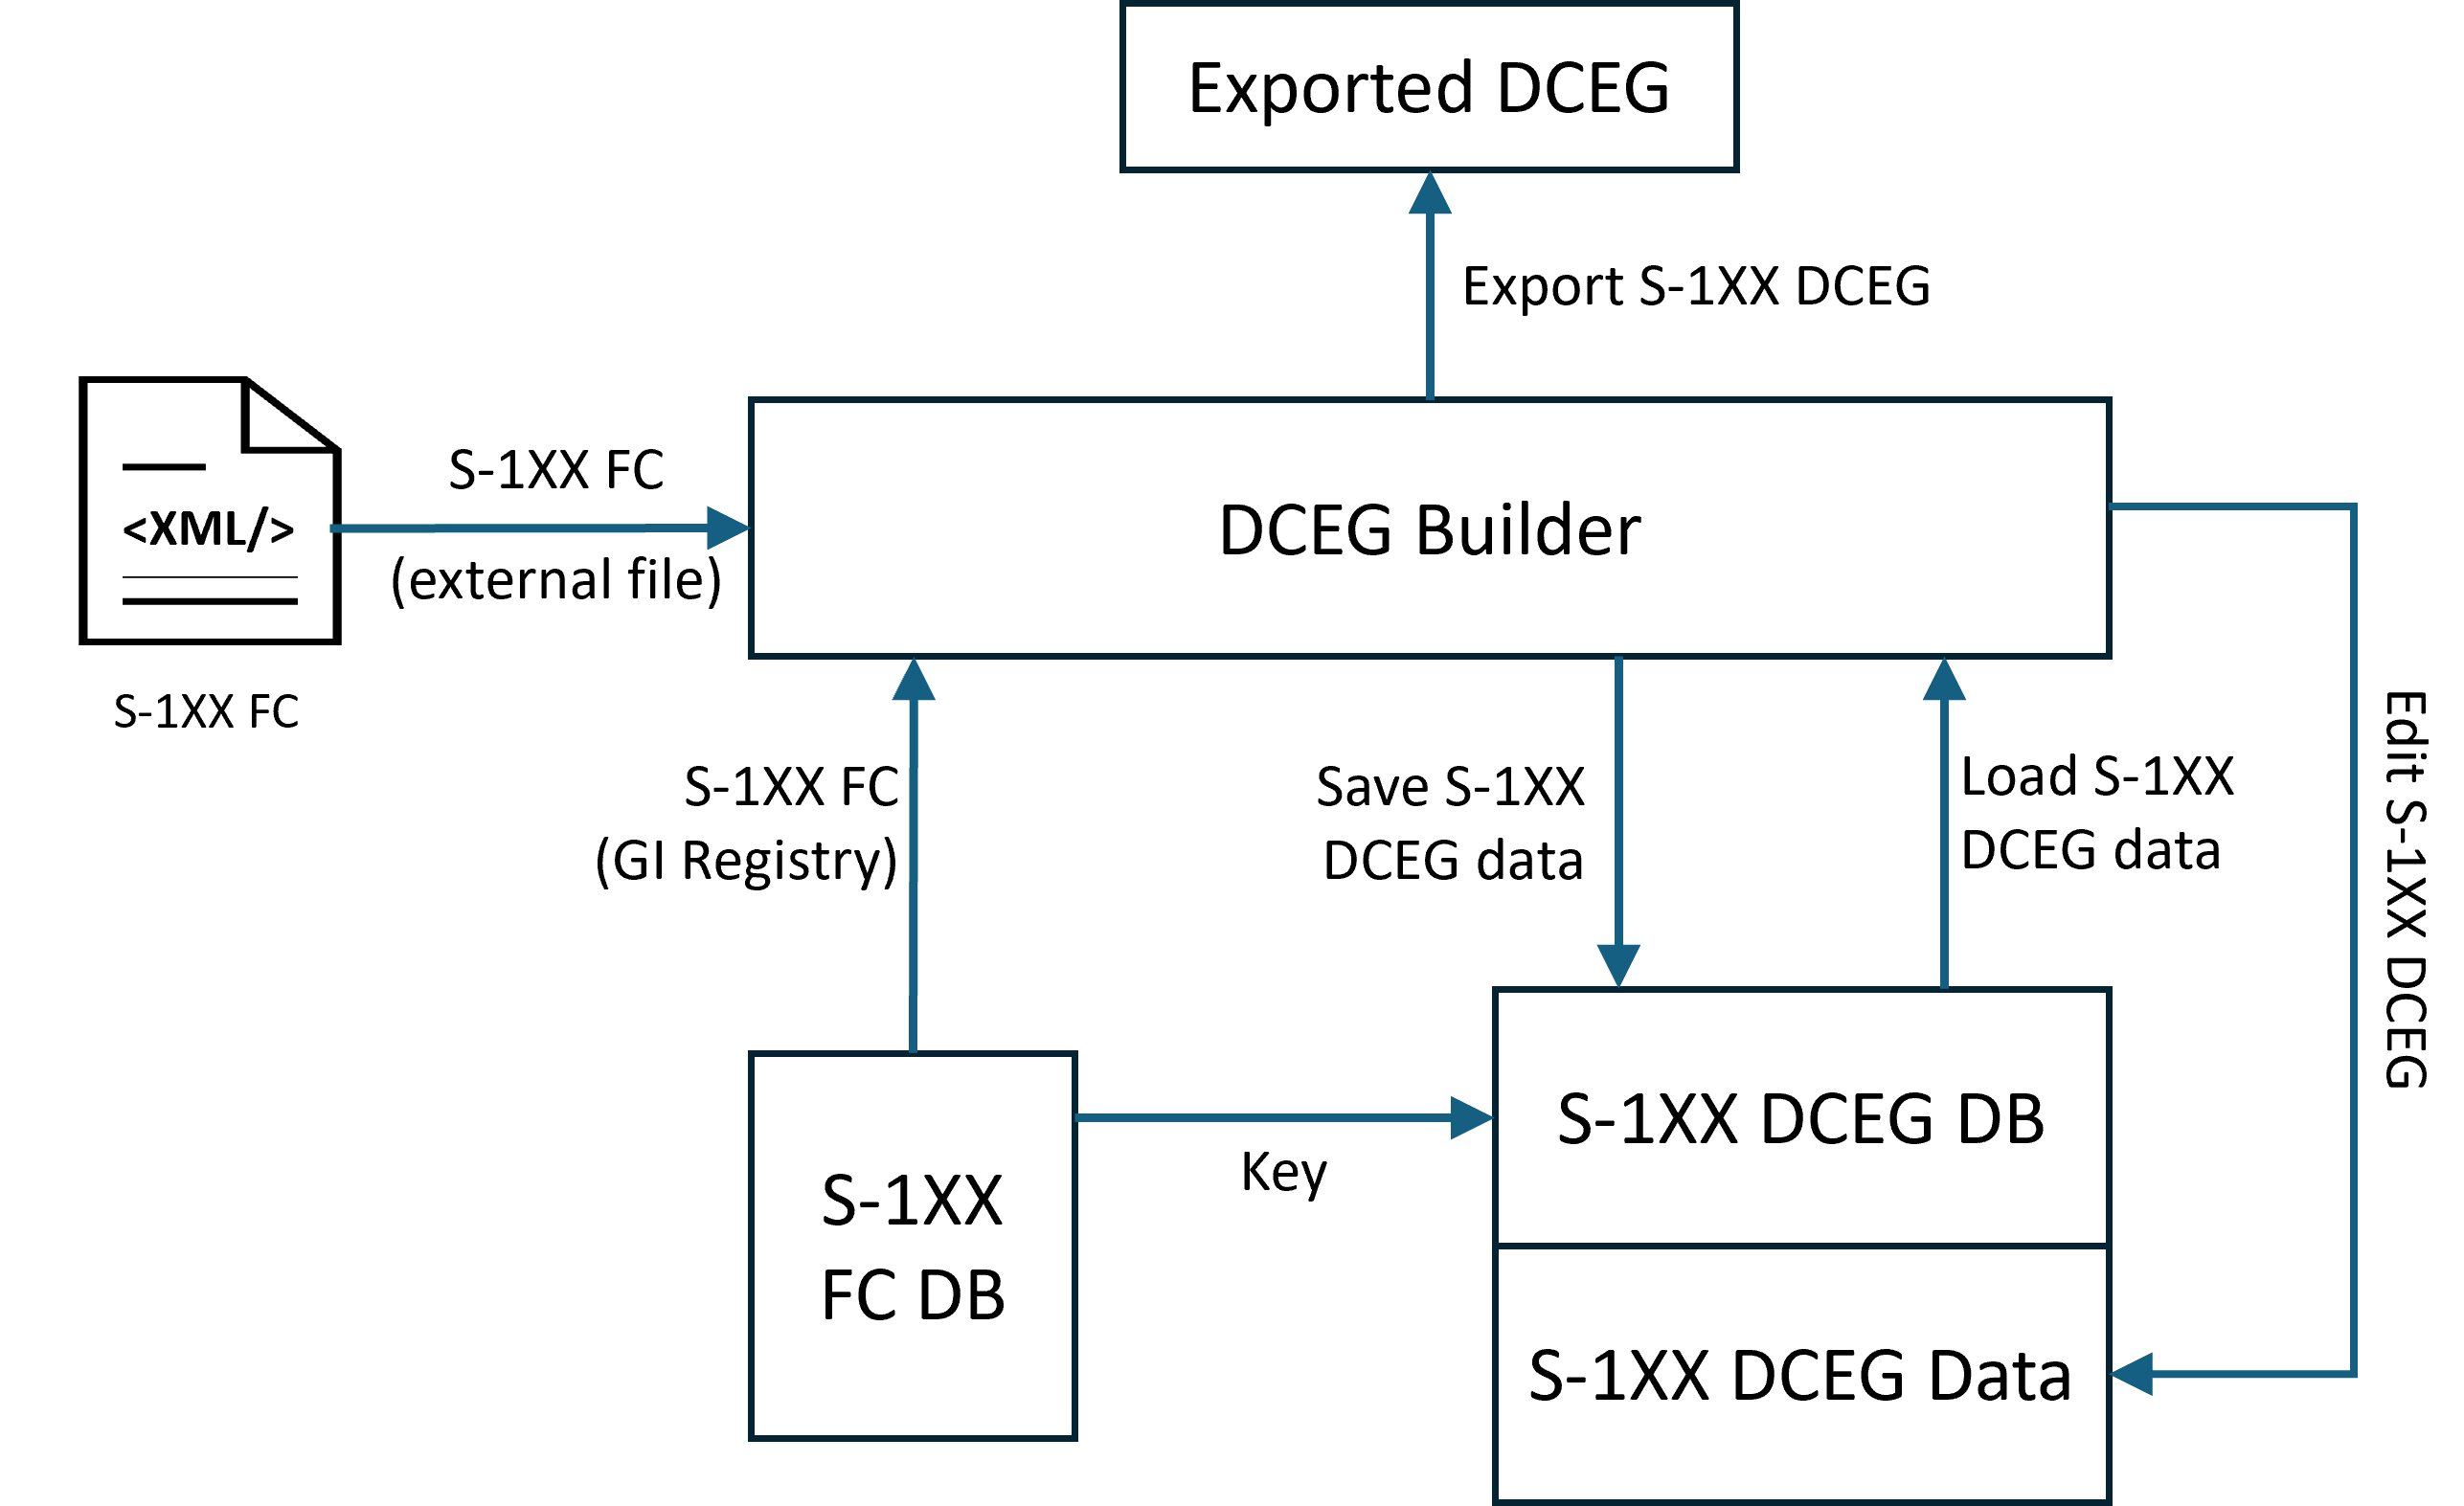 Exported DCEG
Export S-1XX DCEG
S-1XX FC
(external file)
<XML/>
S-1XX FC
DCEG Builder
S-1XX FC
(GI Registry)
Save S-1XX
DCEG data
Load S-1XX
DCEG data
Edit S-1XX DCEG
S-1XX
FC DB
Key
S-1XX DCEG DB
S-1XX DCEG Data